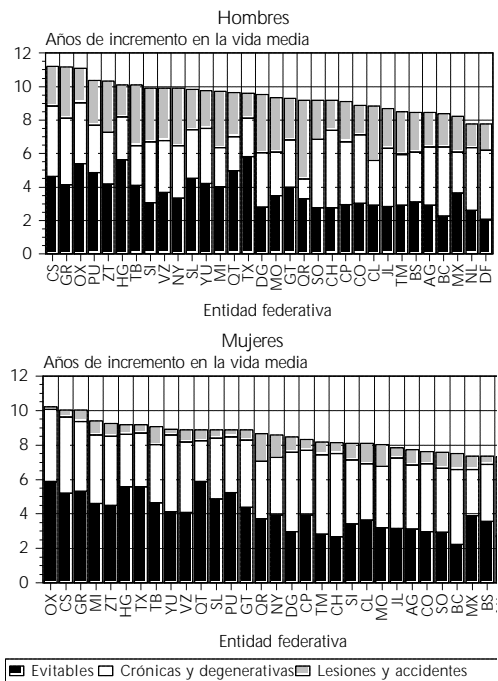 Hombres
Años de incremento en la vida media
12
10
8
6
4
2
0
CS GR OX PU ZT HG TB SI VZ NY SL YU MI QT TX DG MO GT QR SO CH CP CO CL JL TM BS AG BC MX NL DF
Entidad federativa
Mujeres
Años de incremento en la vida media
12
10
8
6
4
2
0
OX CS GR MI ZT HG TX TB YU VZ QT SL PU GT QR NY DG CP TM CH SI CL MO JL AG CO SO BC MX BS
Entidad federativa
Evitables Crónicas y degenerativas Lesiones y accidentes